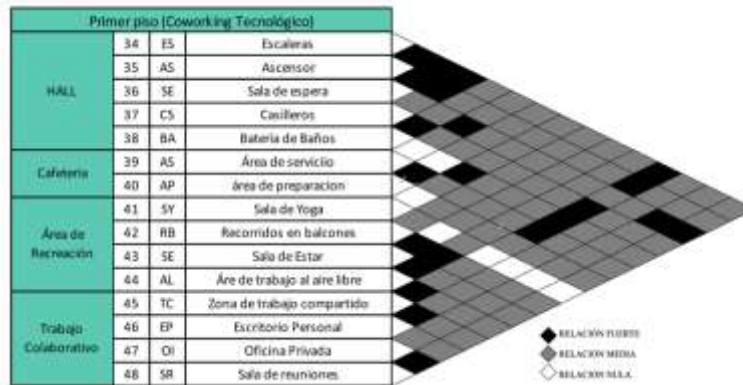 Primer piso (Coworking Tecnológico)
HALL
34 ES Escaleras
35 AS Ascensor
36 SE Sala de espera
37 CS Casilleros
38 BA Bateria de Baños
Cafeteria
39 AS Área de serviciio
40 AP área de preparacion
Área de Recreación
41 SY Sala de Yoga
42 RB Recorridos en balcones
43 SE Sala de Estar
44 AL Áre de trabajo al aire libre
Trabajo Colaborativo
45 TC Zona de trabajo compartido
46 EP Escritorio Personal
47 OI Oficina Privada
48 SR Sala de reuniones
RELACIÓN FUERTE
RELACION MEDIA
RELACION NULA